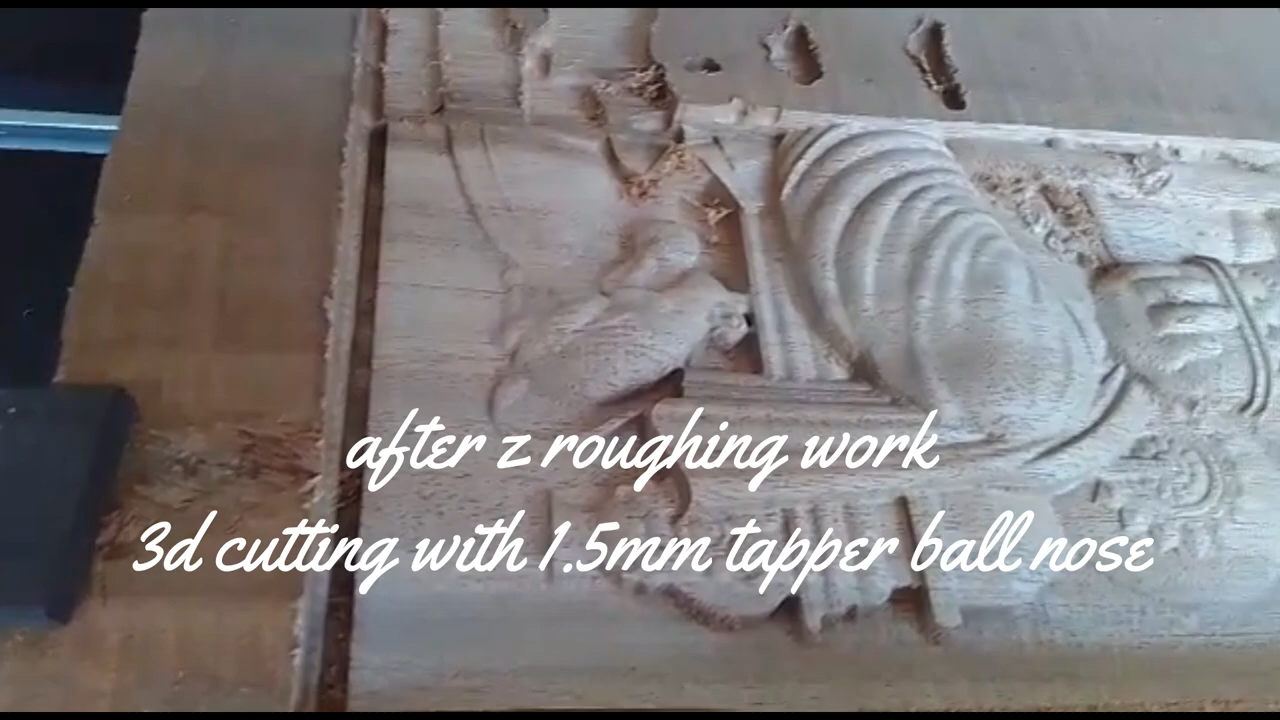 after z roughing work
3d cutting with 1.5mm tapper ball nose